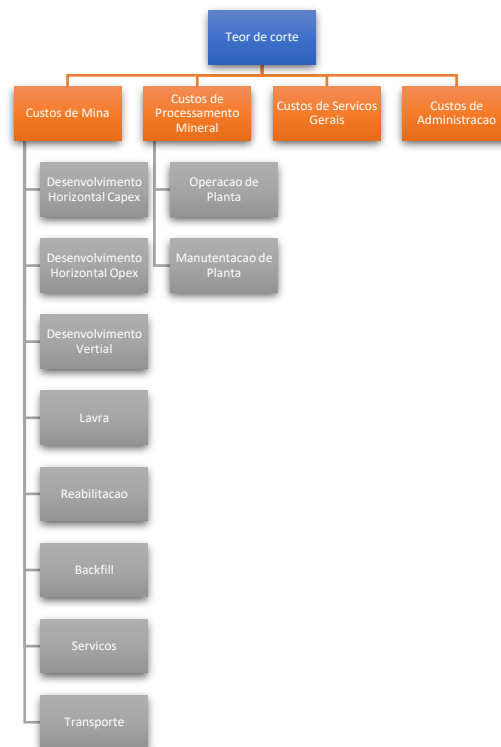 Teor de corte
Custos de Mina
Custos de
Processamento
Mineral
Custos de Servicos
Gerais
Custos de
Administracao
Desenvolvimento
Horizontal Capex
Operacao de
Planta
Desenvolvimento
Horizontal Opex
Manutentacao de
Planta
Desenvolvimento
Vertial
Lavra
Reabilitacao
Backfill
Servicos
Transporte